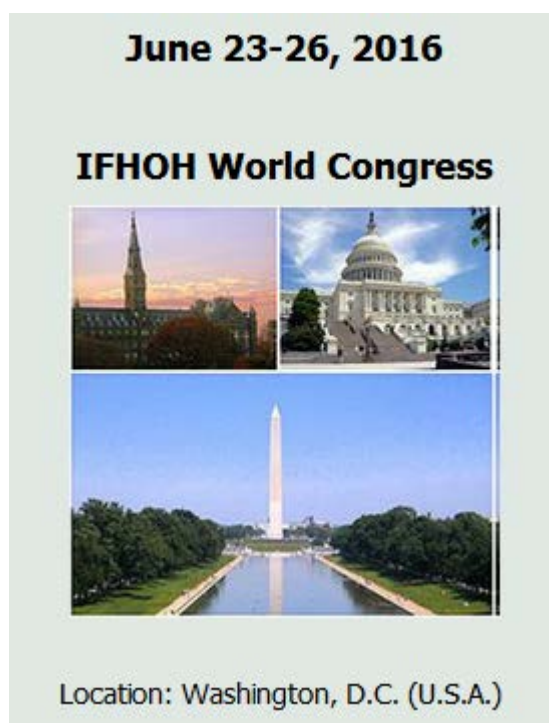 June 23-26, 2016
IFHOH World Congress
Location: Washington, D.C. (U.S.A.)